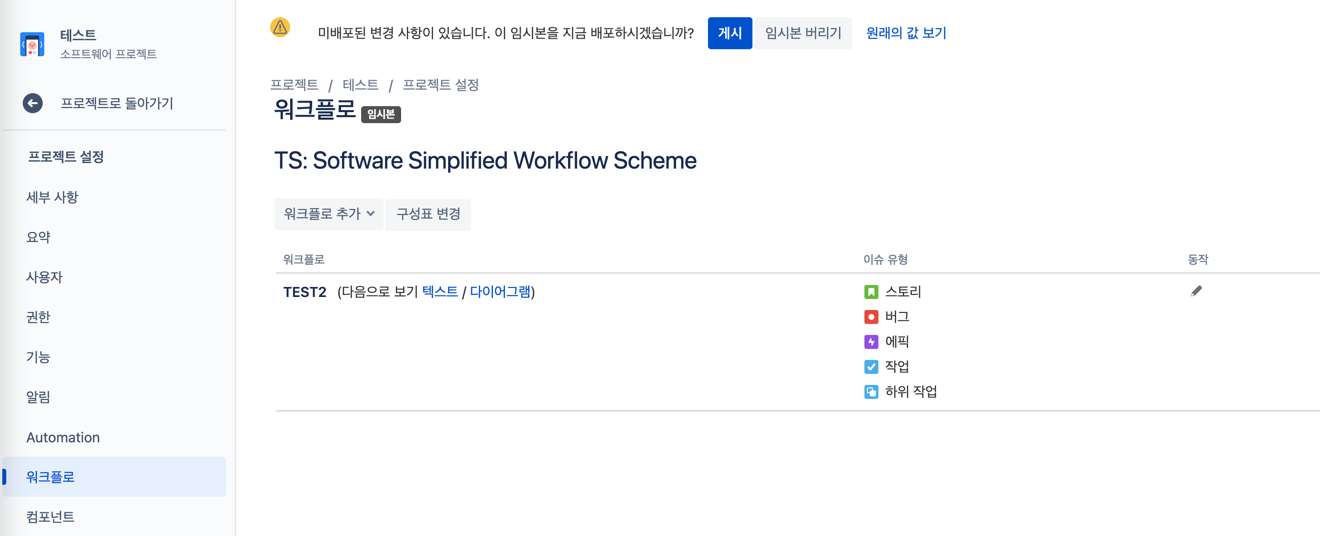 테스트
소프트웨어 프로젝트
프로젝트로 돌아가기
프로젝트 설정
세부 사항
요약
사용자
권한
기능
알림
Automation
워크플로
컴포넌트
미배포된 변경 사항이 있습니다. 이 임시본을 지금 배포하시겠습니까? 게시 임시본 버리기 원래의 값 보기
프로젝트 / 테스트 / 프로젝트 설정
워크플로 임시본
TS: Software Simplified Workflow Scheme
워크플로 추가 구성표 변경
워크플로 이슈 유형 동작
TEST2 (다음으로 보기 텍스트 / 다이어그램) 스토리
버그
에픽
작업
하위 작업